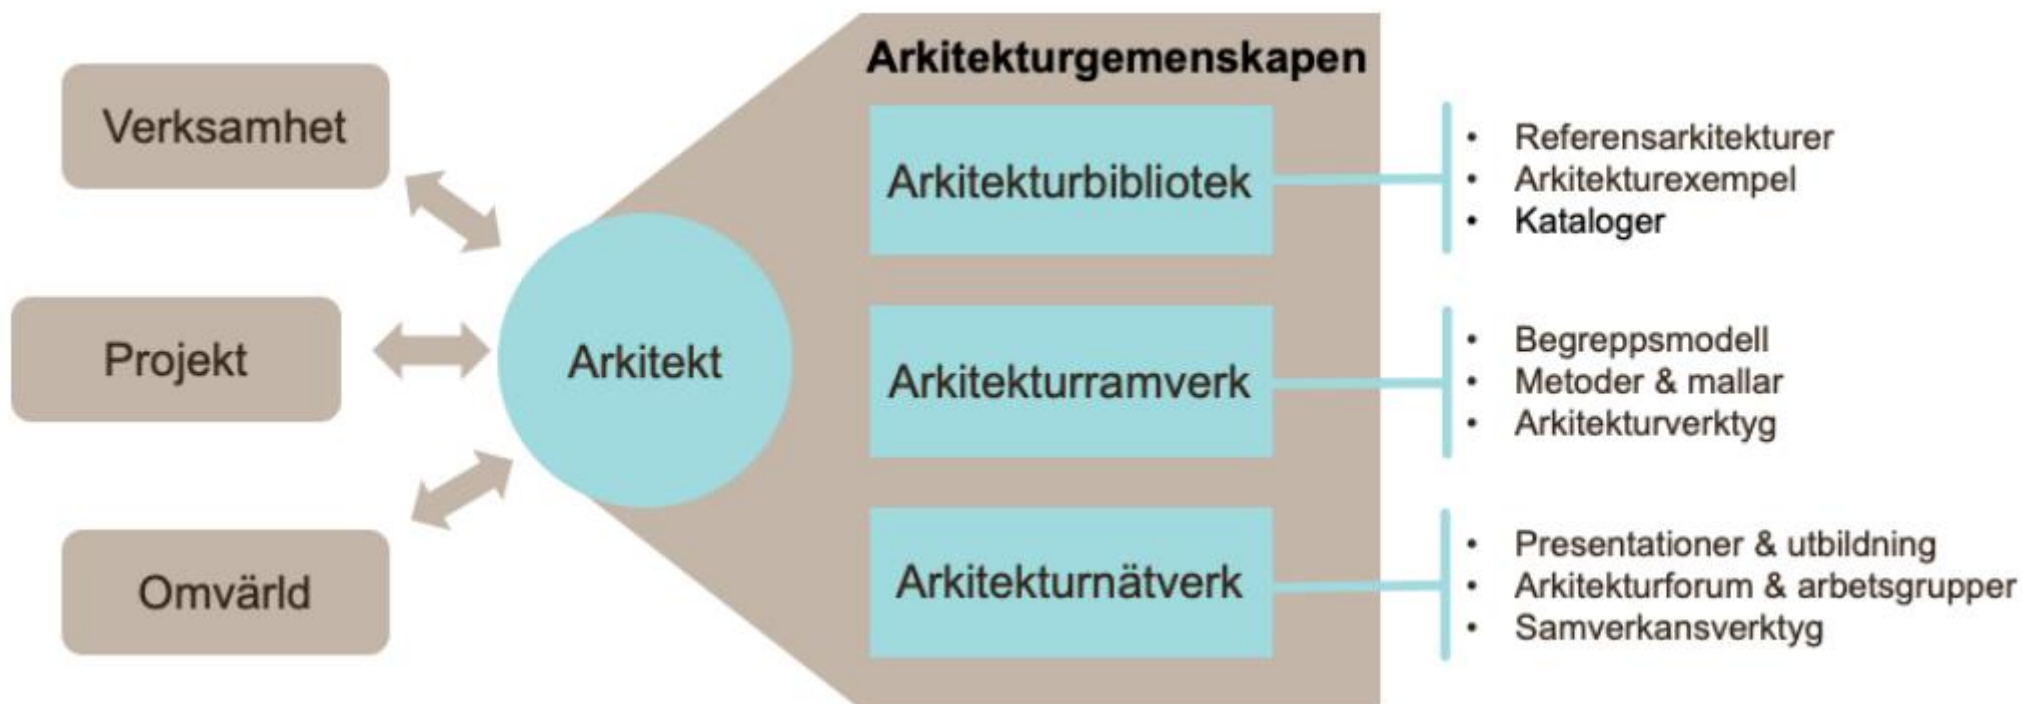 Verksamhet
Projekt
Omvärld
Arkitekt
Arkitekturgemenskapen
Arkitekturbibliotek
• Referensarkitekturer
• Arkitekturexempel
• Kataloger
Arkitekturramverk
• Begreppsmodell
• Metoder & mallar
• Arkitekturverktyg
Arkitekturnätverk
• Presentationer & utbildning
• Arkitekturforum & arbetsgrupper
• Samverkansverktyg